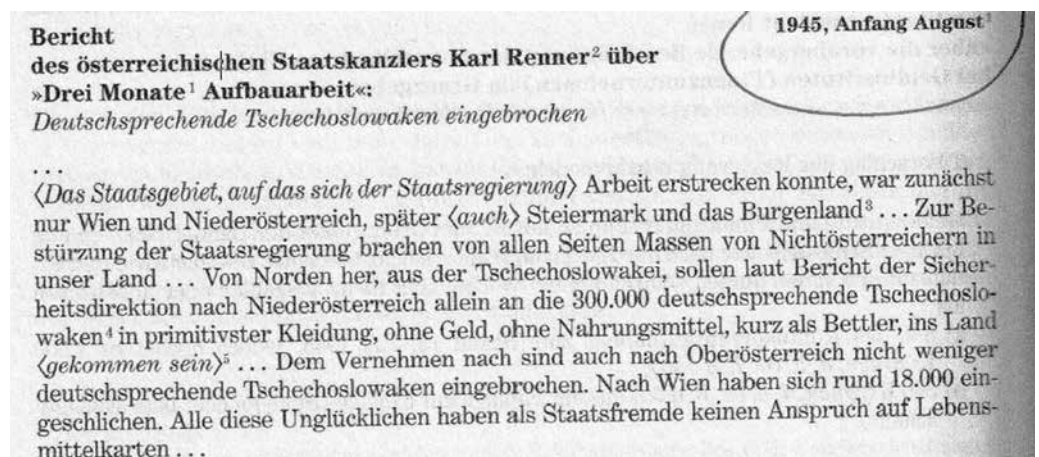 Bericht
1945, Anfang August¹
des österreichischen Staatskanzlers Karl Renner² über
»Drei Monate¹ Aufbauarbeit«:
Deutschsprechende Tschechoslowaken eingebrochen
...
⟨Das Staatsgebiet, auf das sich der Staatsregierung⟩ Arbeit erstrecken konnte, war zunächst
nur Wien und Niederösterreich, später ⟨auch⟩ Steiermark und das Burgenland³ ... Zur Be-
stürzung der Staatsregierung brachen von allen Seiten Massen von Nichtösterreichern in
unser Land ... Von Norden her, aus der Tschechoslowakei, sollen laut Bericht der Sicher-
heitsdirektion nach Niederösterreich allein an die 300.000 deutschsprechende Tschechoslo-
waken⁴ in primitivster Kleidung, ohne Geld, ohne Nahrungsmittel, kurz als Bettler, ins Land
⟨gekommen sein⟩⁵ ... Dem Vernehmen nach sind auch nach Oberösterreich nicht weniger
deutschsprechende Tschechoslowaken eingebrochen. Nach Wien haben sich rund 18.000 ein-
geschlichen. Alle diese Unglücklichen haben als Staatsfremde keinen Anspruch auf Lebens-
mittelkarten ...